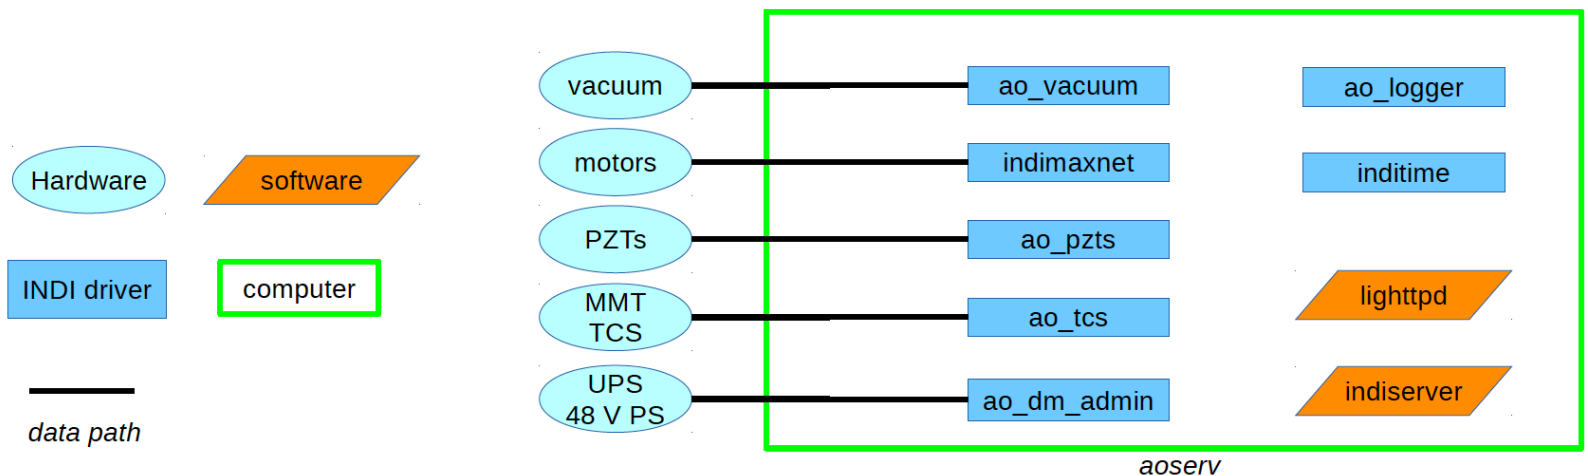 Hardware
software
INDI driver
computer
data path
vacuum
ao_vacuum
ao_logger
motors
indimaxnet
inditime
PZTs
ao_pzts
MMT
TCS
ao_tcs
lighttpd
UPS
48 V PS
ao_dm_admin
indiserver
aoserv